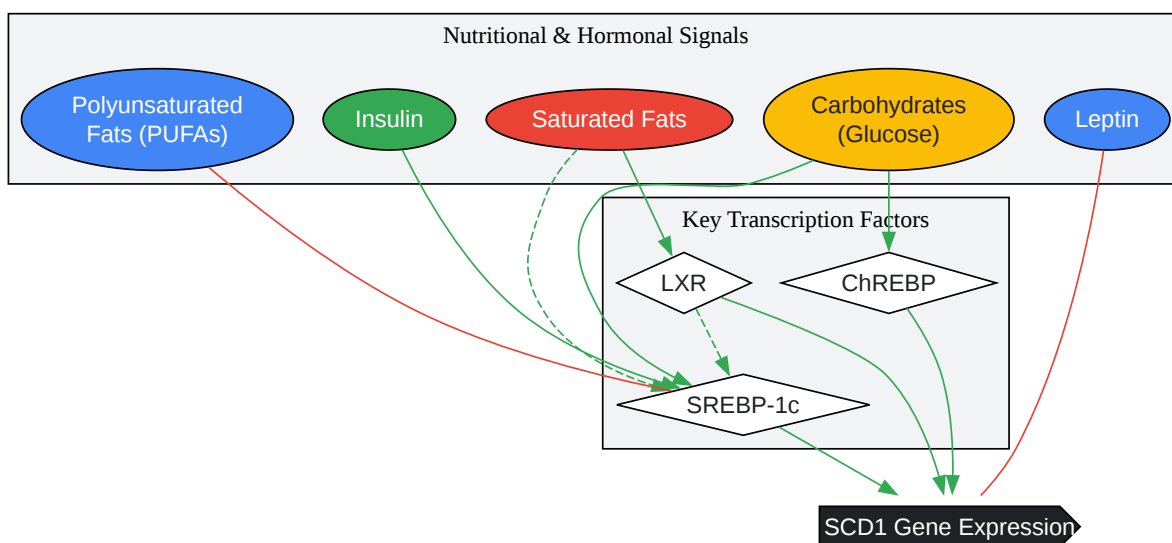 Nutritional & Hormonal Signals
Polyunsaturated
Fats (PUFAs)
Insulin
Saturated Fats
Carbohydrates
(Glucose)
Leptin
Key Transcription Factors
LXR
ChREBP
SREBP-1c
SCD1 Gene Expression